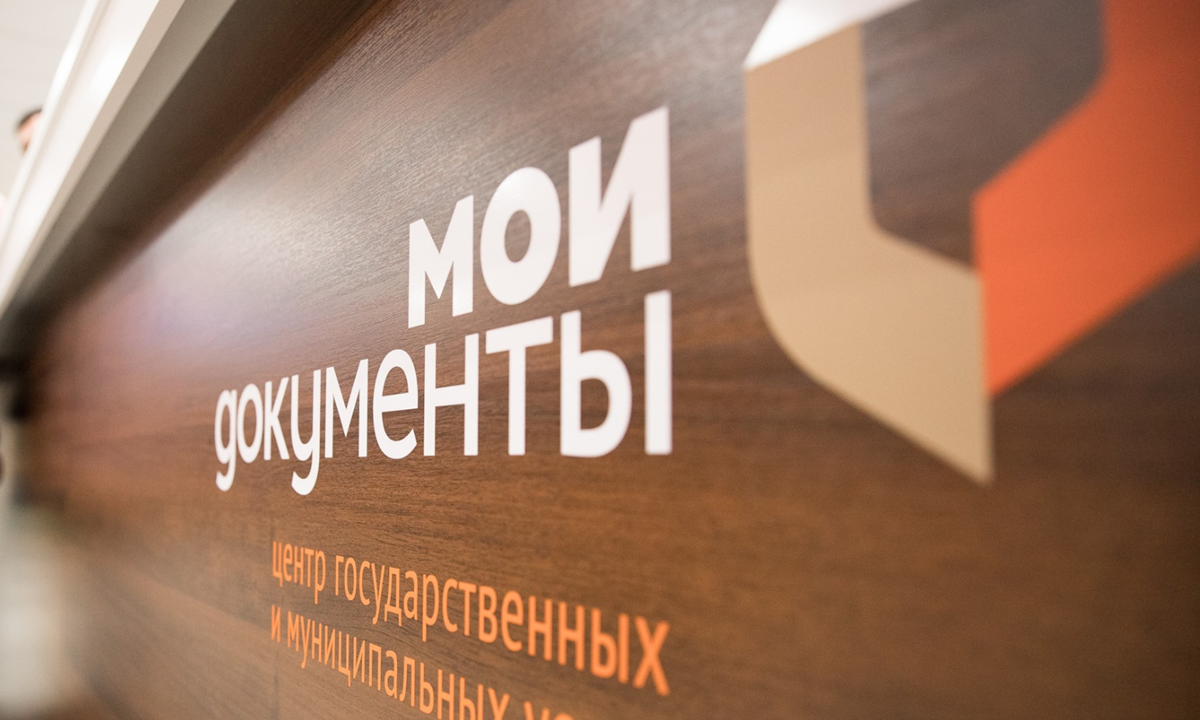 мои
документы
центр государственных
и муниципальных